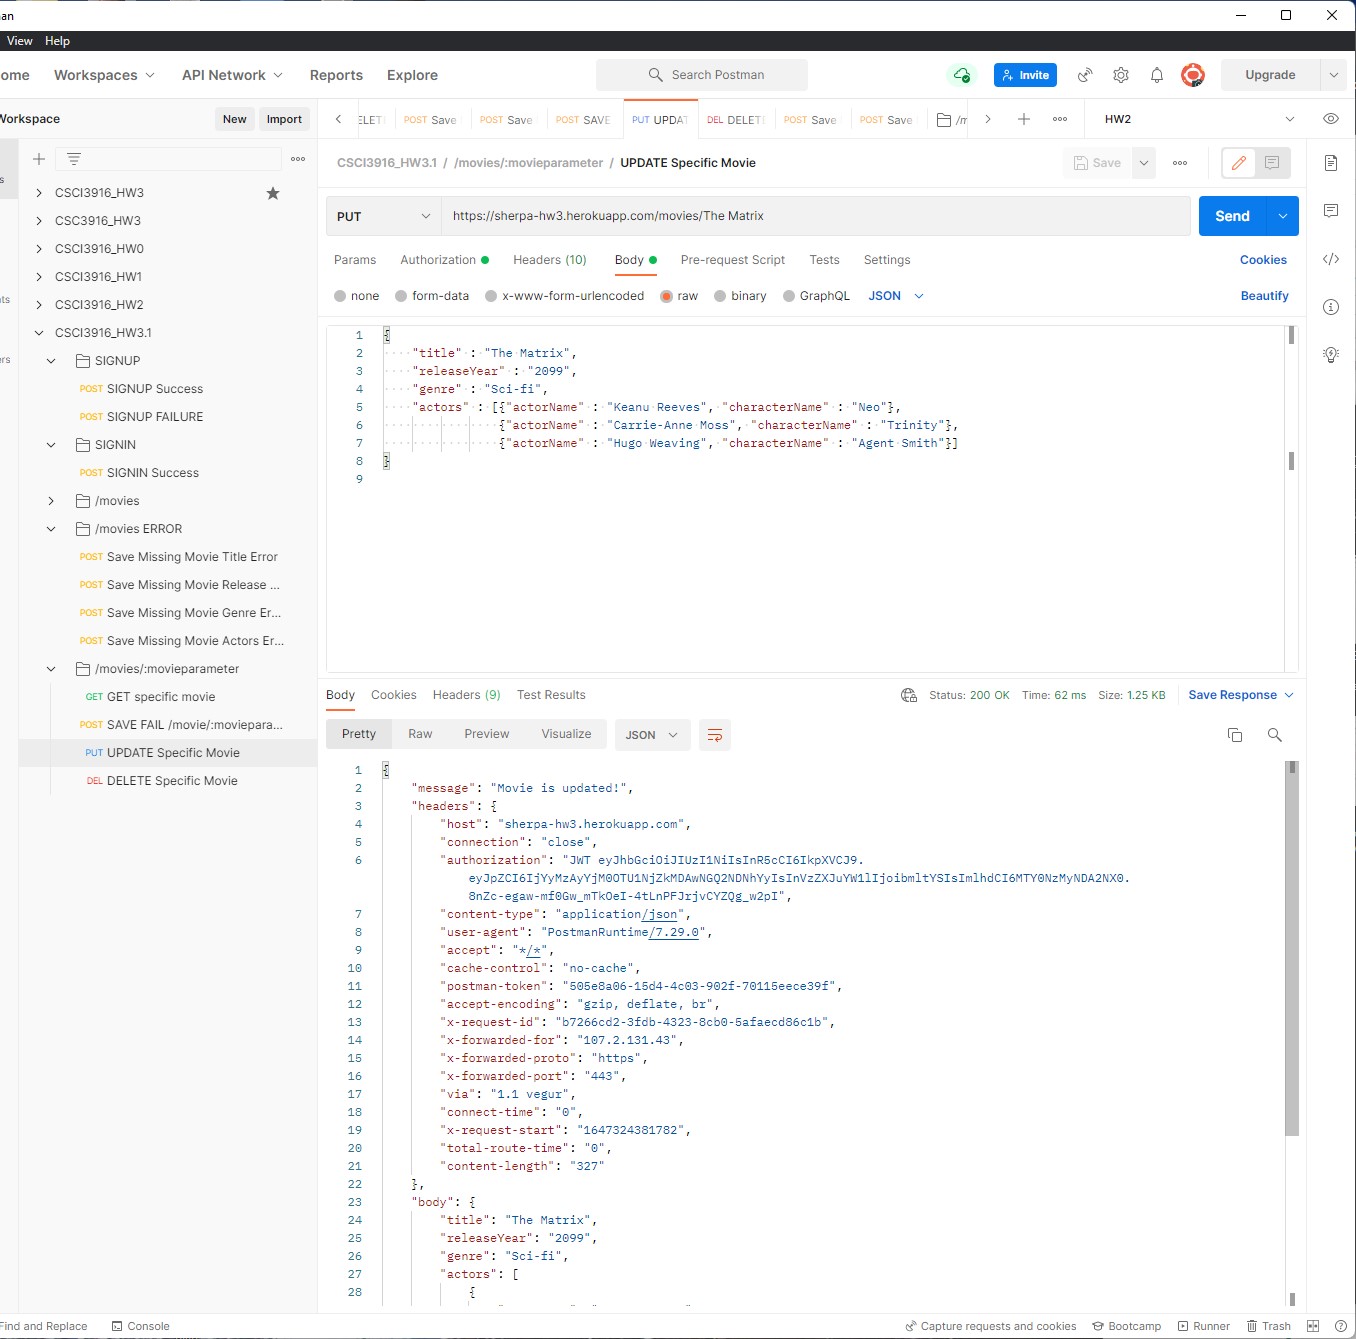 an
View Help
ome Workspaces API Network Reports Explore Search Postman Invite Upgrade
Workspace New Import
ELETE POST Save POST Save POST SAVE PUT UPDAT DEL DELETE POST Save POST Save /m HW2
CSCI3916_HW3.1 / /movies/:movieparameter / UPDATE Specific Movie Save
PUT https://sherpa-hw3.herokuapp.com/movies/The Matrix Send
Params Authorization Headers (10) Body Pre-request Script Tests Settings Cookies
none form-data x-www-form-urlencoded raw binary GraphQL JSON Beautify
s
ts
ers
CSCI3916_HW3
CSC3916_HW3
CSCI3916_HW0
CSCI3916_HW1
CSCI3916_HW2
CSCI3916_HW3.1
SIGNUP
POST SIGNUP Success
POST SIGNUP FAILURE
SIGNIN
POST SIGNIN Success
/movies
/movies ERROR
POST Save Missing Movie Title Error
POST Save Missing Movie Release ...
POST Save Missing Movie Genre Er...
POST Save Missing Movie Actors Er...
/movies/:movieparameter
GET GET specific movie
POST SAVE FAIL /movie/:moviepara...
PUT UPDATE Specific Movie
DEL DELETE Specific Movie
1 {
2 "title" : "The Matrix",
3 "releaseYear" : "2099",
4 "genre" : "Sci-fi",
5 "actors" : [{"actorName" : "Keanu Reeves", "characterName" : "Neo"},
6 {"actorName" : "Carrie-Anne Moss", "characterName" : "Trinity"},
7 {"actorName" : "Hugo Weaving", "characterName" : "Agent Smith"}]
8 }
9
Body Cookies Headers (9) Test Results Status: 200 OK Time: 62 ms Size: 1.25 KB Save Response
Pretty Raw Preview Visualize JSON
1 {
2 "message": "Movie is updated!",
3 "headers": {
4 "host": "sherpa-hw3.herokuapp.com",
5 "connection": "close",
6 "authorization": "JWT eyJhbGciOiJIUzI1NiIsInR5cCI6IkpXVCJ9.
eyJpZCI6IjYyMzAyYjM0OTU1NjZkMDAwNGQ2NDNhYyIsInVzZXJuYW1lIjoibmltYSIsImlhdCI6MTY0NzMyNDA2NX0.
8nZc-egaw-mf0Gw_mTkOeI-4tLnPFJrjvCYZQg_w2pI",
7 "content-type": "application/json",
8 "user-agent": "PostmanRuntime/7.29.0",
9 "accept": "*/*",
10 "cache-control": "no-cache",
11 "postman-token": "505e8a06-15d4-4c03-902f-70115eece39f",
12 "accept-encoding": "gzip, deflate, br",
13 "x-request-id": "b7266cd2-3fdb-4323-8cb0-5afaecd86c1b",
14 "x-forwarded-for": "107.2.131.43",
15 "x-forwarded-proto": "https",
16 "x-forwarded-port": "443",
17 "via": "1.1 vegur",
18 "connect-time": "0",
19 "x-request-start": "1647324381782",
20 "total-route-time": "0",
21 "content-length": "327"
22 },
23 "body": {
24 "title": "The Matrix",
25 "releaseYear": "2099",
26 "genre": "Sci-fi",
27 "actors": [
28 {
Find and Replace Console Capture requests and cookies Bootcamp Runner Trash